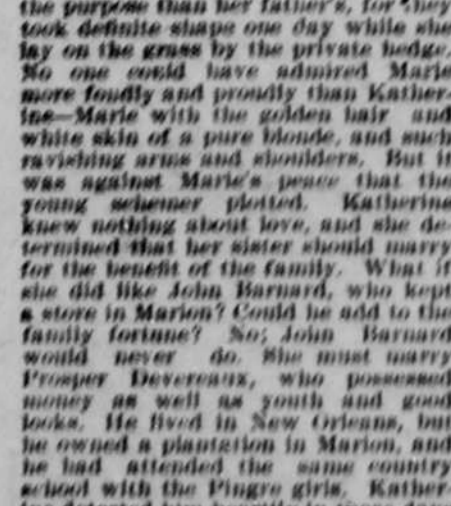 the purpose than her father's, for they
took definite shape one day while she
lay on the grass by the private hedge.
No one could have admired Marie
more fondly and proudly than Kather-
ine—Marie with the golden hair and
white skin of a pure blonde, and such
ravishing arms and shoulders. But it
was against Marie's peace that the
young schemer plotted. Katherine
knew nothing about love, and she de-
termined that her sister should marry
for the benefit of the family. What if
she did like John Barnard, who kept
a store in Marion? Could he add to the
family fortune? No; John Barnard
would never do. She must marry
Prosper Devereaux, who possessed
money as well as youth and good
looks. He lived in New Orleans, but
he owned a plantation in Marion, and
he had attended the same country
school with the Pingre girls. Kather-